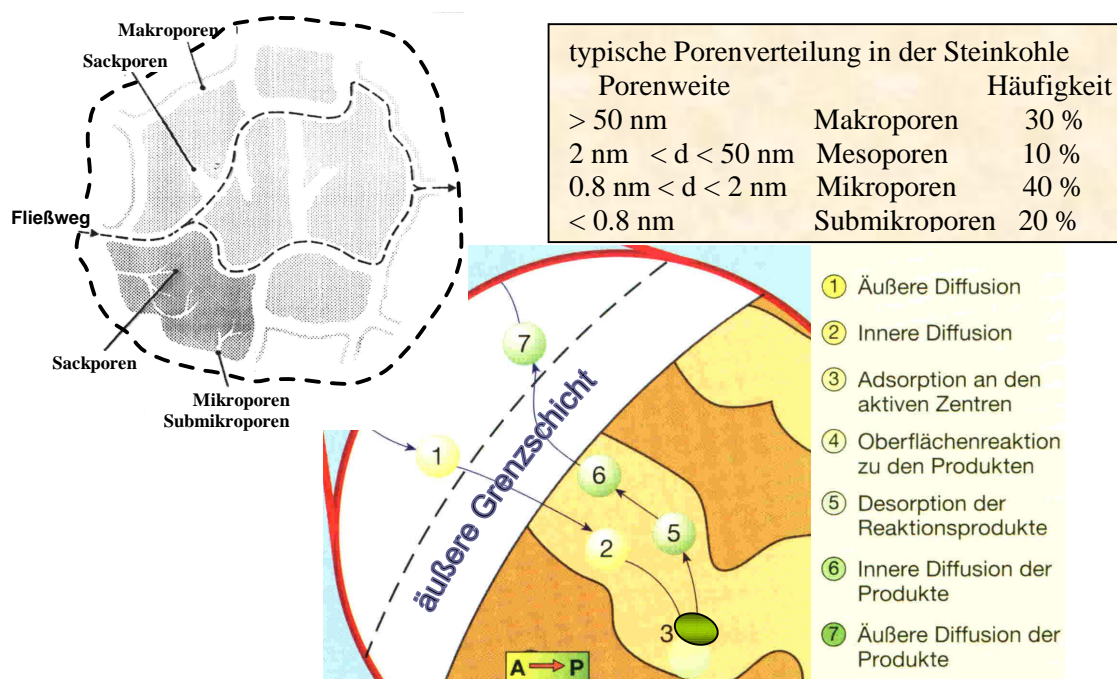 Makroporen
Sackporen
Fließweg
Sackporen
Mikroporen
Submikroporen
typische Porenverteilung in der Steinkohle
Porenweite Häufigkeit
> 50 nm Makroporen 30 %
2 nm < d < 50 nm Mesoporen 10 %
0.8 nm < d < 2 nm Mikroporen 40 %
< 0.8 nm Submikroporen 20 %
7
1
äußere Grenzschicht
6
5
2
3
A P
1 Äußere Diffusion
2 Innere Diffusion
3 Adsorption an den
aktiven Zentren
4 Oberflächenreaktion
zu den Produkten
5 Desorption der
Reaktionsprodukte
6 Innere Diffusion der
Produkte
7 Äußere Diffusion der
Produkte